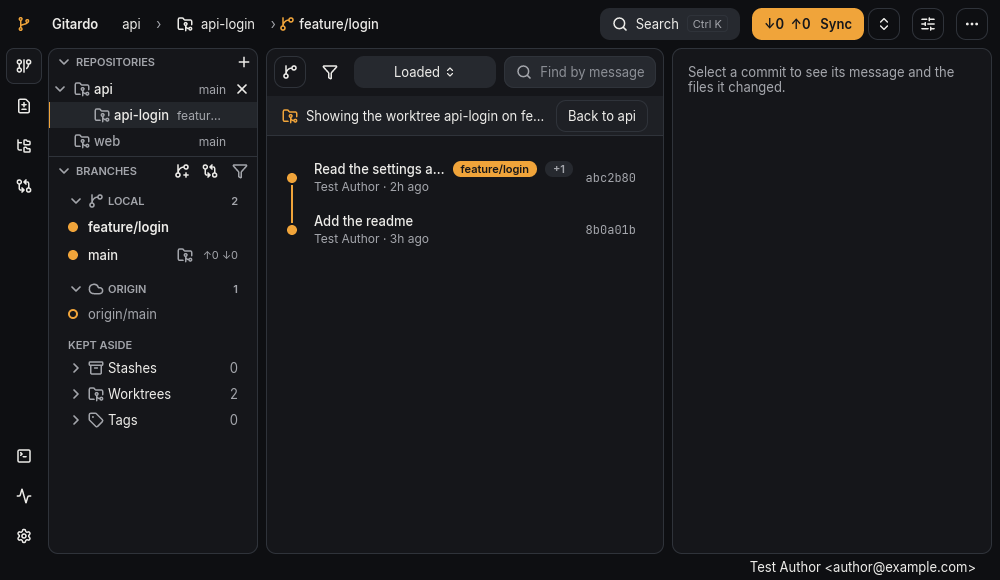 Gitardo
api
api-login
feature/login
Search
Ctrl K
↓0 ↑0 Sync
REPOSITORIES
api main
api-login featur...
web main
BRANCHES
LOCAL 2
feature/login
main ↑0 ↓0
ORIGIN 1
origin/main
KEPT ASIDE
Stashes 0
Worktrees 2
Tags 0
Loaded
Find by message
Showing the worktree api-login on fe...
Back to api
Read the settings a... feature/login +1 abc2b80
Test Author · 2h ago
Add the readme 8b0a01b
Test Author · 3h ago
Select a commit to see its message and the
files it changed.
Test Author <author@example.com>